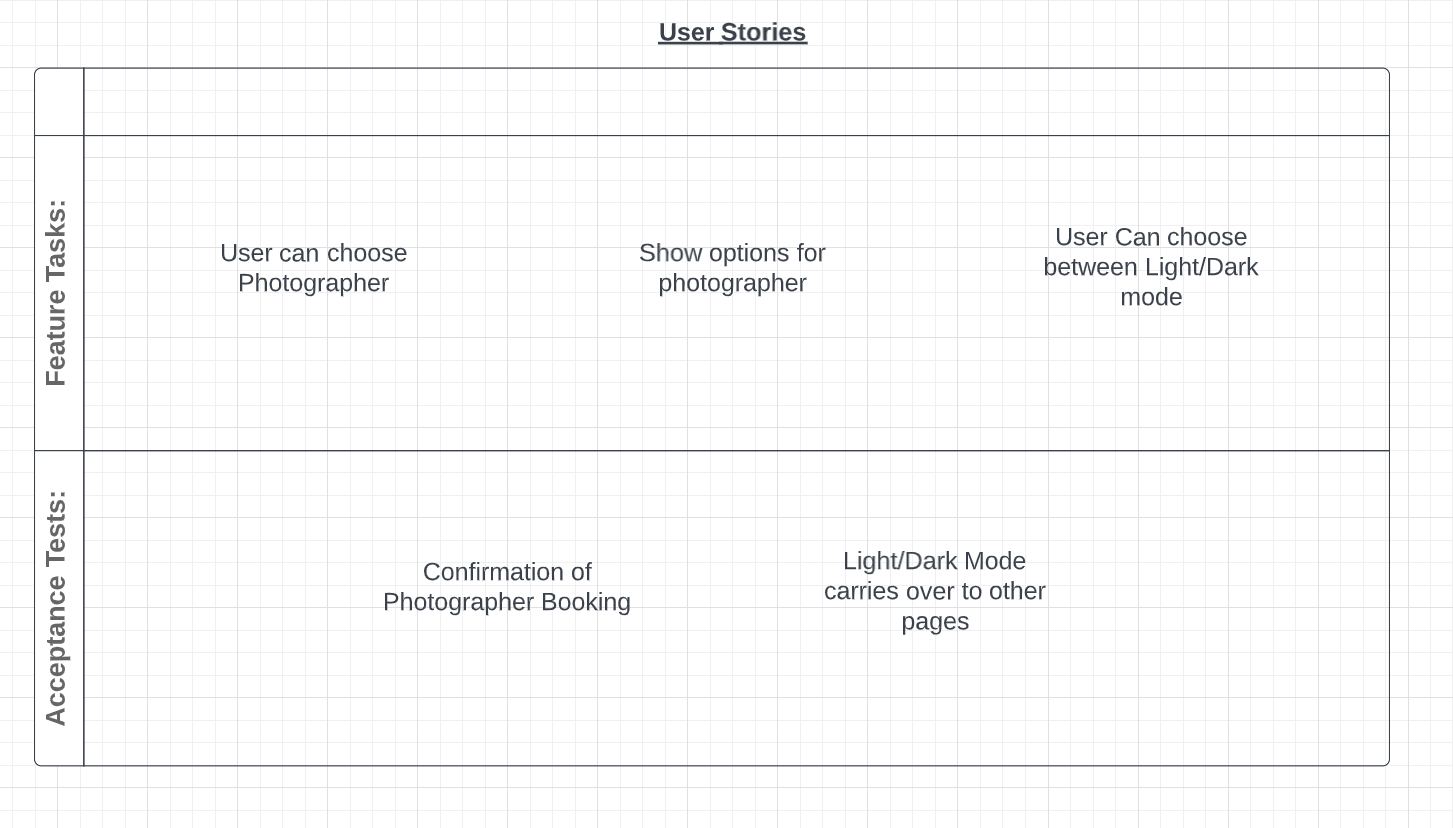 User Stories
Feature Tasks:
User can choose
Photographer
Show options for
photographer
User Can choose
between Light/Dark
mode
Acceptance Tests:
Confirmation of
Photographer Booking
Light/Dark Mode
carries over to other
pages